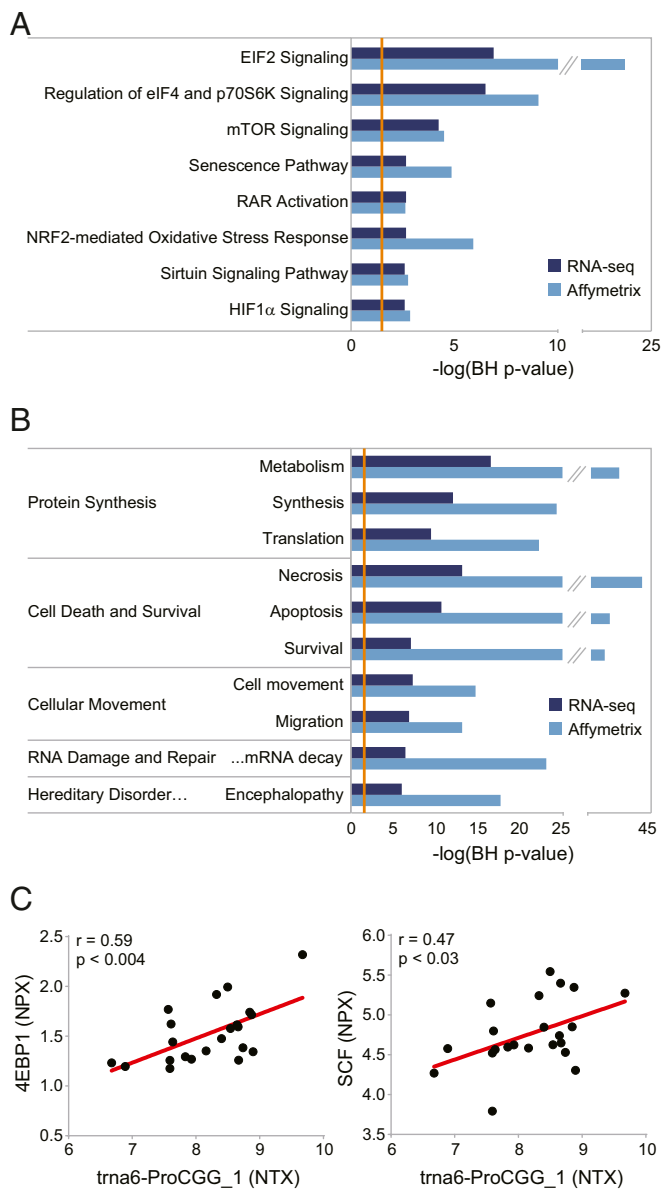 A
EIF2 Signaling
Regulation of eIF4 and p70S6K Signaling
mTOR Signaling
Senescence Pathway
RAR Activation
NRF2-mediated Oxidative Stress Response
Sirtuin Signaling Pathway
HIF1α Signaling
RNA-seq
Affymetrix
0 5 10 25
-log(BH p-value)
B
Protein Synthesis
Metabolism
Synthesis
Translation
Cell Death and Survival
Necrosis
Apoptosis
Survival
Cellular Movement
Cell movement
Migration
RNA Damage and Repair ...mRNA decay
Hereditary Disorder… Encephalopathy
RNA-seq
Affymetrix
0 5 10 15 20 25 45
-log(BH p-value)
C
r = 0.59
p < 0.004
4EBP1 (NPX)
2.5
2.0
1.5
1.0
0.5
6 7 8 9 10
trna6-ProCGG_1 (NTX)
r = 0.47
p < 0.03
SCF (NPX)
6.0
5.5
5.0
4.5
4.0
3.5
6 7 8 9 10
trna6-ProCGG_1 (NTX)